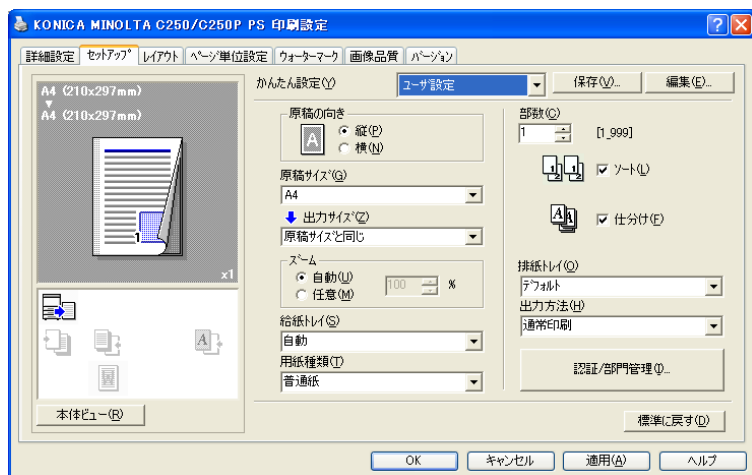 KONICA MINOLTA C250/C250P PS 印刷設定
詳細設定 セットアップ レイアウト ページ単位設定 ウォーターマーク 画像品質 バージョン
A4 (210x297mm)
A4 (210x297mm)
1
x1
本体ビュー(R)
かんたん設定(Y) ユーザ設定 保存(V)... 編集(E)...
原稿の向き
A
縦(P)
横(N)
原稿サイズ(G)
A4
出力サイズ(Z)
原稿サイズと同じ
ズーム
自動(U)
任意(M)
100 %
給紙トレイ(S)
自動
用紙種類(T)
普通紙
部数(C)
1 [1_999]
ソート(L)
仕分け(F)
排紙トレイ(O)
デフォルト
出力方法(H)
通常印刷
認証/部門管理(I)...
標準に戻す(D)
OK キャンセル 適用(A) ヘルプ